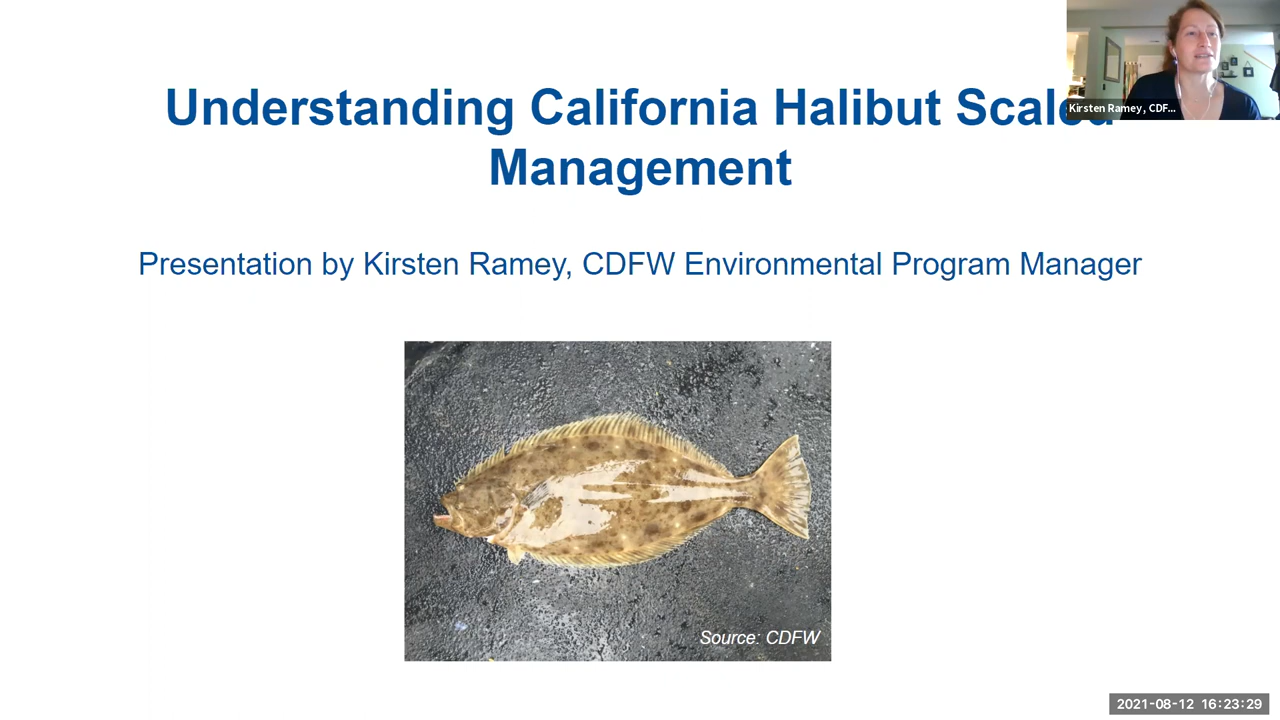 Understanding California Halibut Scaled
Management
Kirsten Ramey, CDF...
Presentation by Kirsten Ramey, CDFW Environmental Program Manager
Source: CDFW
2021-08-12 16:23:29